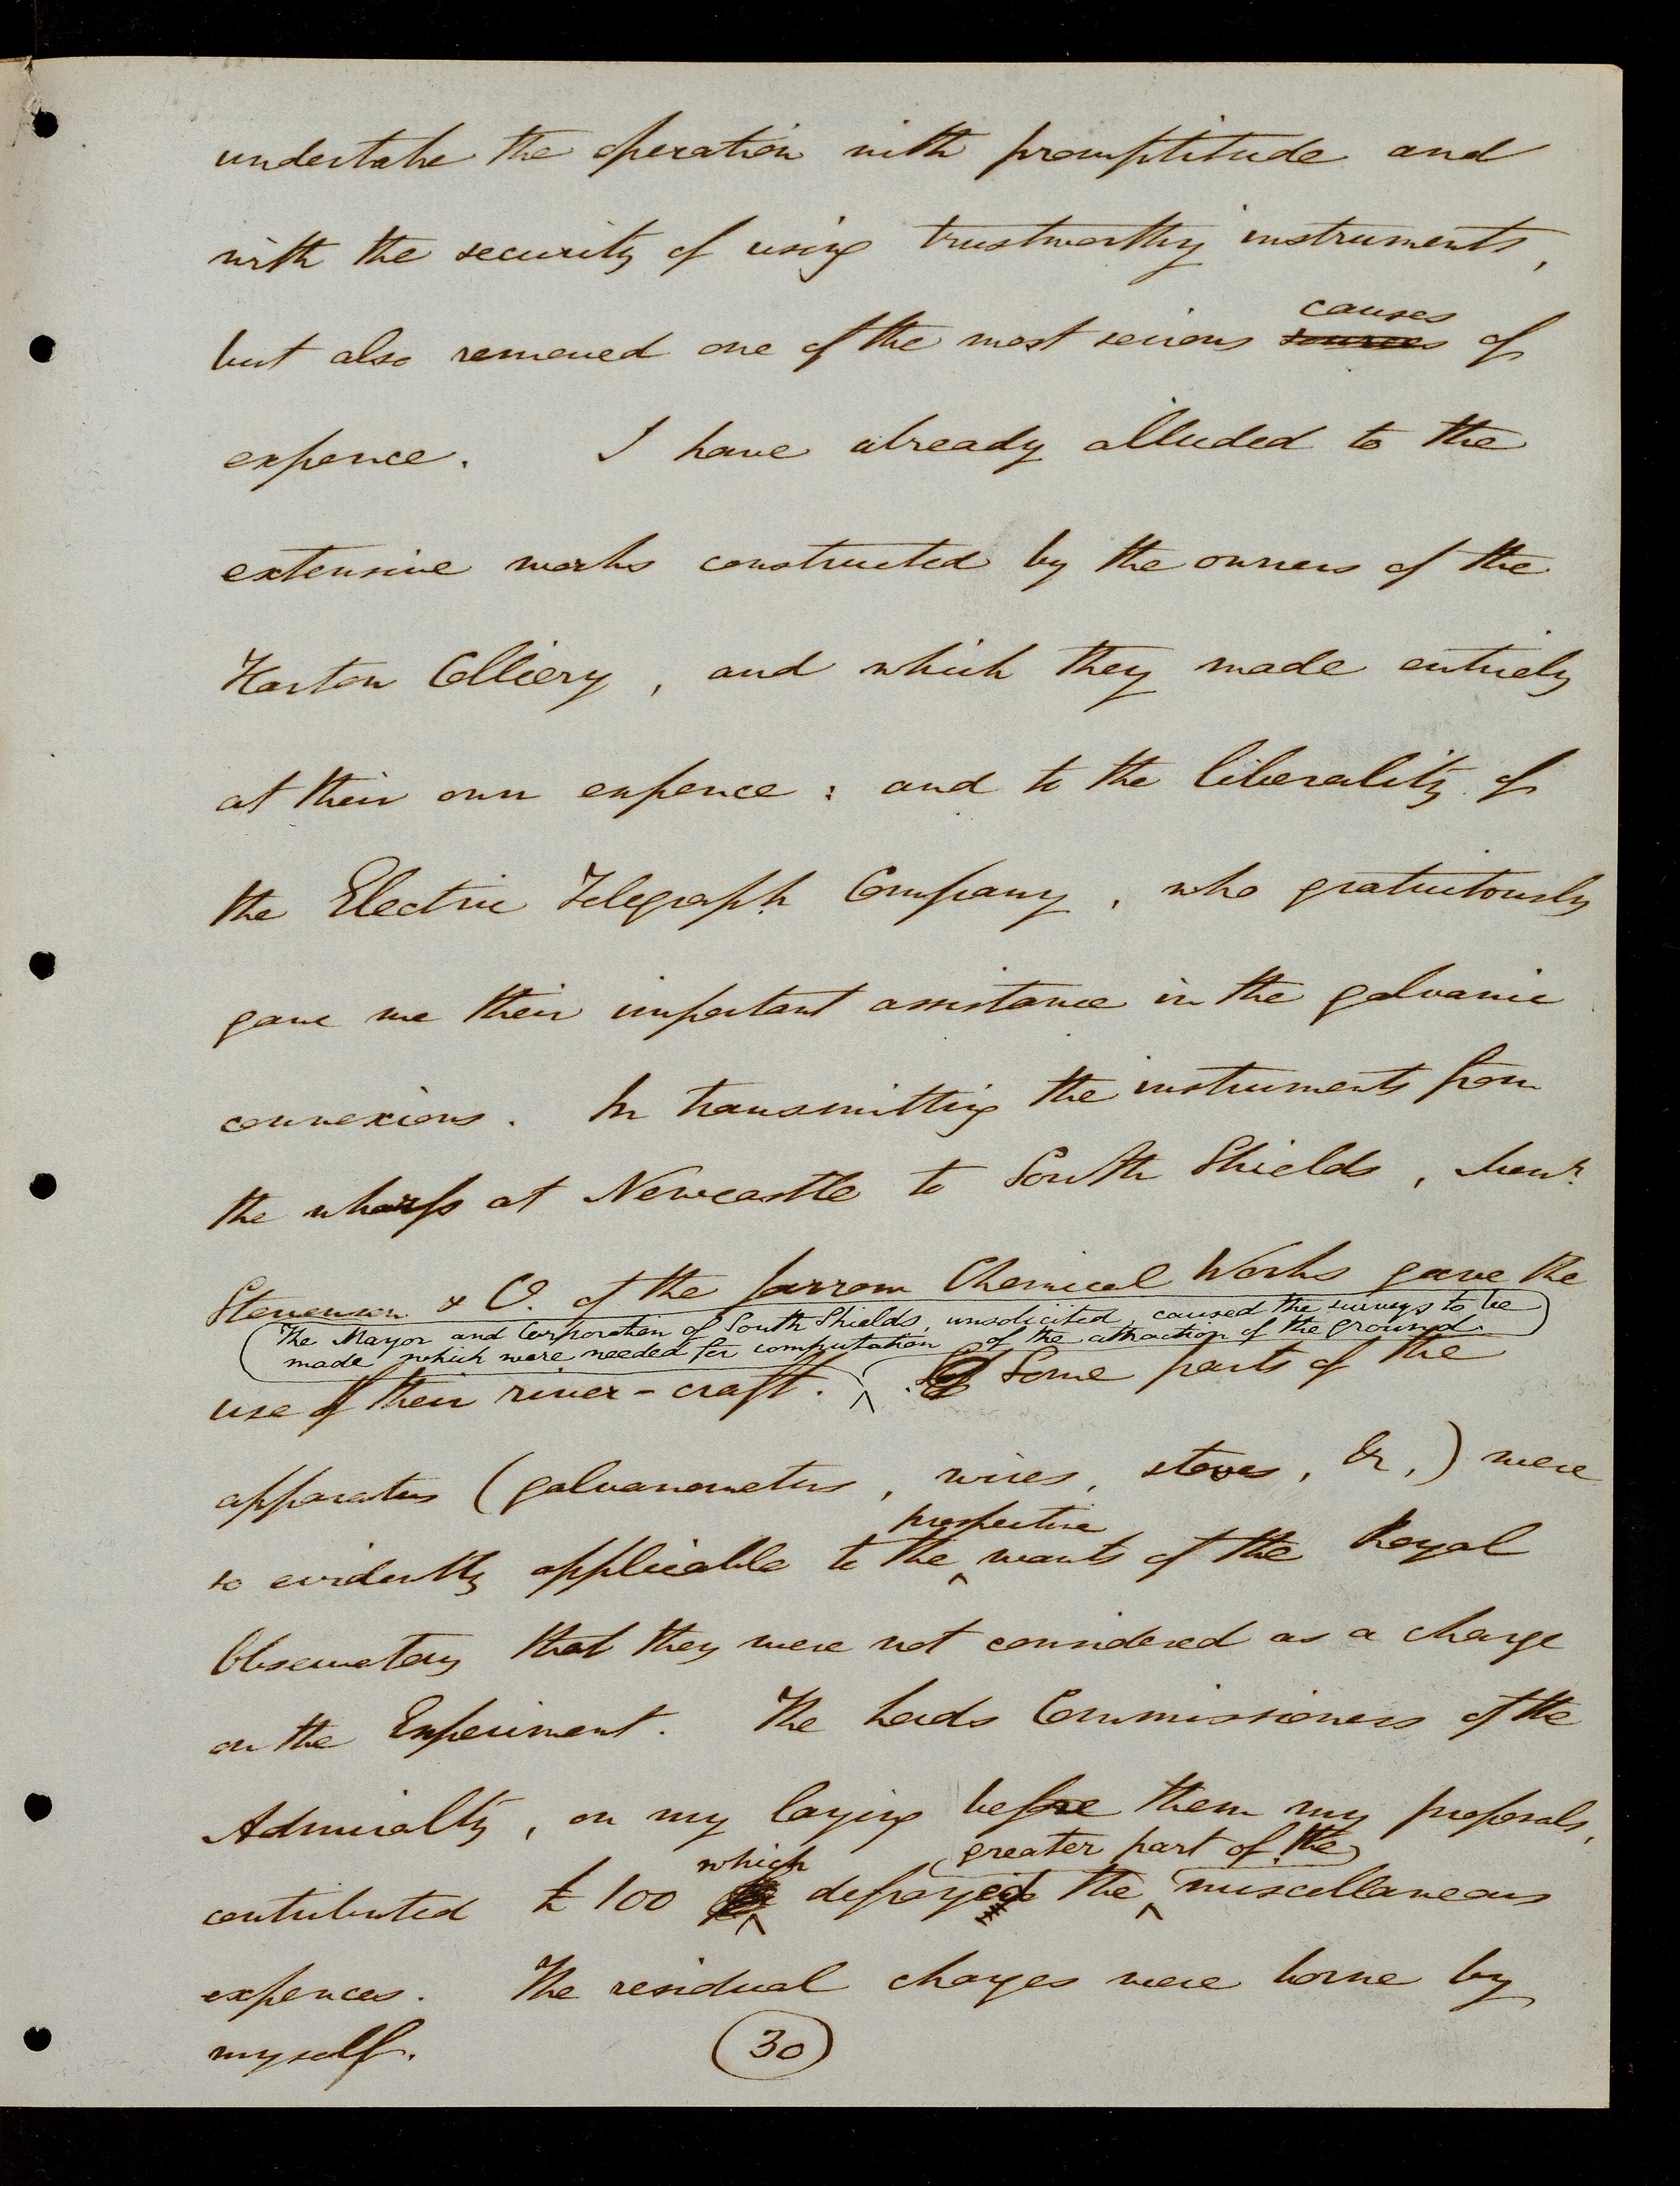 undertake the operation with promptitude and
with the security of using trustworthy instruments,
causes
but also removed one of the most serious sources of
expence. I have already alluded to the
extensive works constructed by the owners of the
Harton Colliery, and which they made entirely
at their own expence; and to the liberality of
the Electric Telegraph Company, who gratuitously
gave me their important assistance in the galvanic
connexions. In transmitting the instruments from
the wharfs at Newcastle to South Shields, Messrs.
Stevenson & Co. of the Jarrow Chemical Works gave the
The Mayor and Corporation of South Shields, unsolicited, caused the surveys to be
made which were needed for computation of the attraction of the ground.
use of their river-craft. Some parts of the
apparatus (galvanometers, wires, stoves, &c.,) were
prospective
so evidently applicable to the wants of the Royal
Observatory that they were not considered as a charge
on the Experiment. The Lords Commissioners of the
Admiralty, on my laying before them my proposals,
which greater part of the
contributed £100 defrayed the miscellaneous
expences. The residual charges were borne by
myself.
30